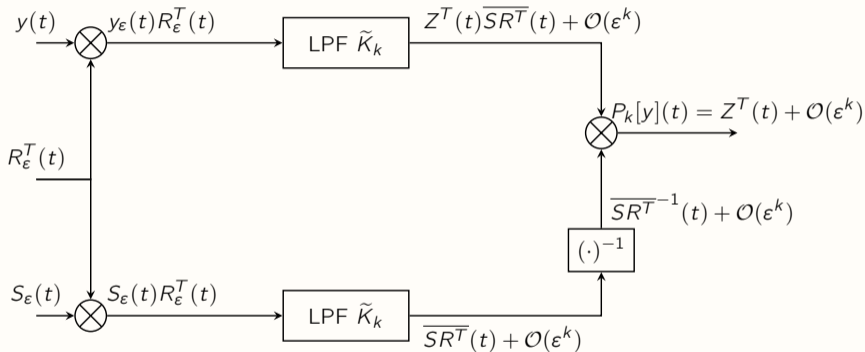 y(t)
y_ε(t)R_ε^T(t)
LPF K̃_k
Z^T(t)\overline{SR^T}(t) + 𝒪(ε^k)
P_k[y](t) = Z^T(t) + 𝒪(ε^k)
R_ε^T(t)
\overline{SR^T}^{-1}(t) + 𝒪(ε^k)
(·)^{-1}
S_ε(t)
S_ε(t)R_ε^T(t)
LPF K̃_k
\overline{SR^T}(t) + 𝒪(ε^k)